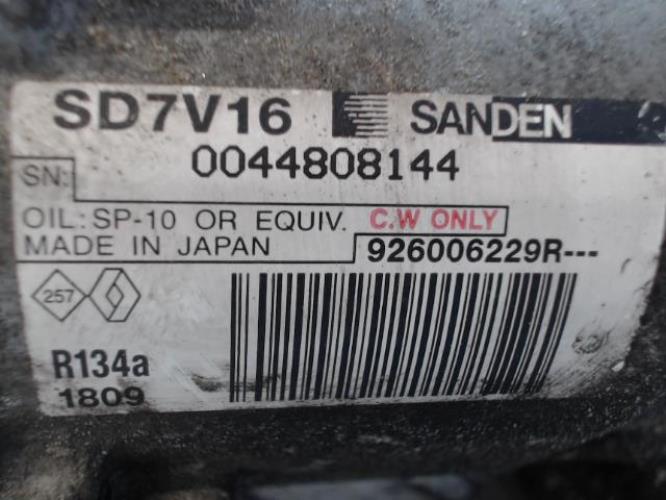 SD7V16 SANDEN
SN: 0044808144
OIL: SP-10 OR EQUIV. C.W ONLY
MADE IN JAPAN 926006229R---
257
R134a
1809